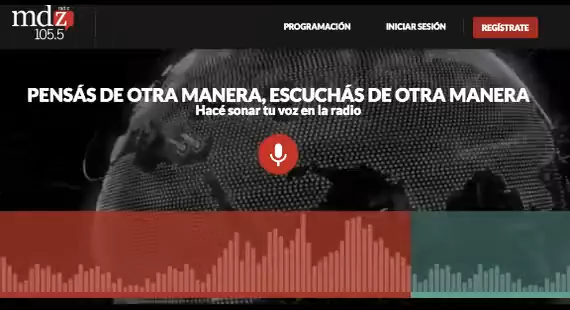 mdz radio
105.5
PROGRAMACIÓN
INICIAR SESIÓN
REGÍSTRATE
PENSÁS DE OTRA MANERA, ESCUCHÁS DE OTRA MANERA
Hacé sonar tu voz en la radio